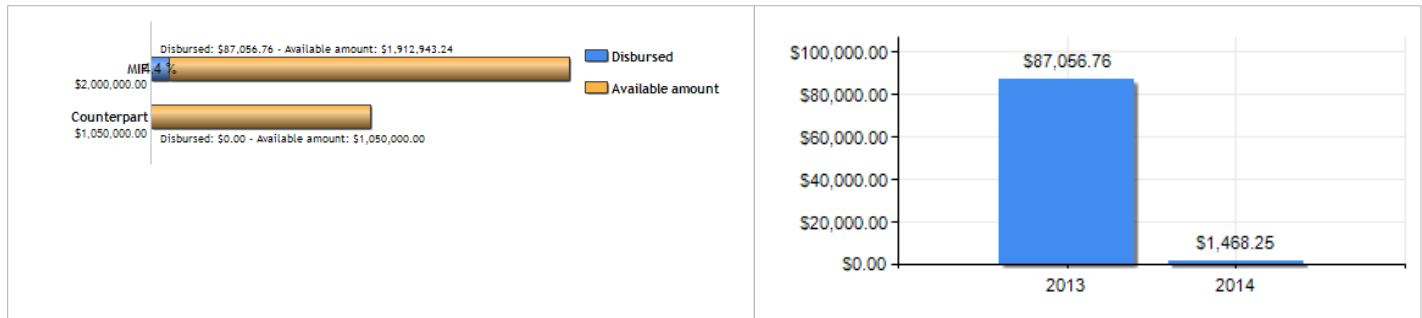 Disbursed: $87,056.76 - Available amount: $1,912,943.24
MIF 4.4 %
$2,000,000.00
Counterpart
$1,050,000.00
Disbursed: $0.00 - Available amount: $1,050,000.00
Disbursed
Available amount
$100,000.00
$80,000.00
$60,000.00
$40,000.00
$20,000.00
$0.00
$87,056.76
$1,468.25
2013
2014